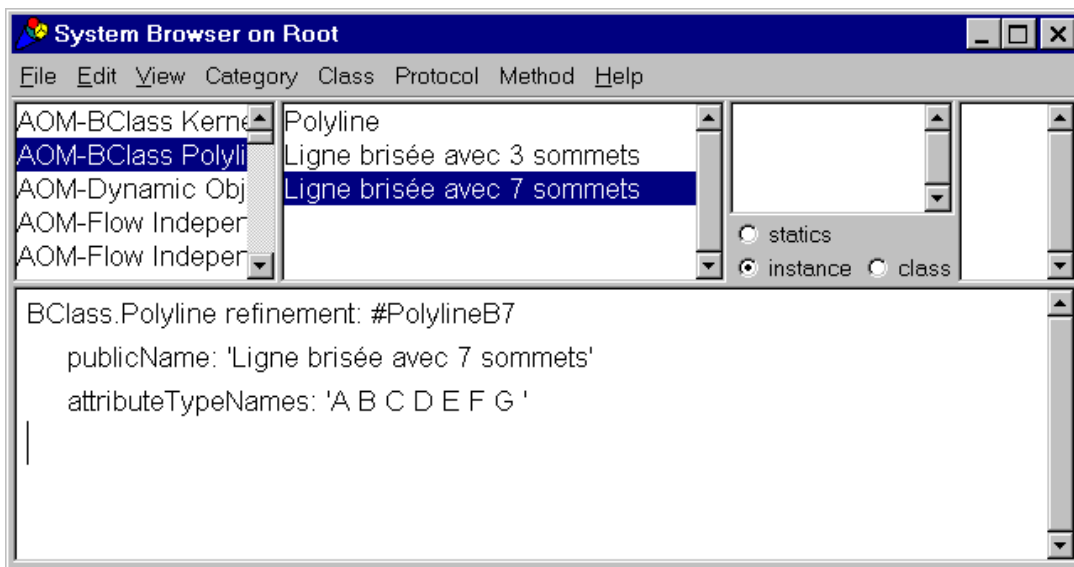 System Browser on Root
File Edit View Category Class Protocol Method Help
AOM-BClass Kerne
AOM-BClass Polyli
AOM-Dynamic Obj
AOM-Flow Indeper
AOM-Flow Indeper
Polyline
Ligne brisée avec 3 sommets
Ligne brisée avec 7 sommets
statics
instance class
BClass.Polyline refinement: #PolylineB7
publicName: 'Ligne brisée avec 7 sommets'
attributeTypeNames: 'A B C D E F G '